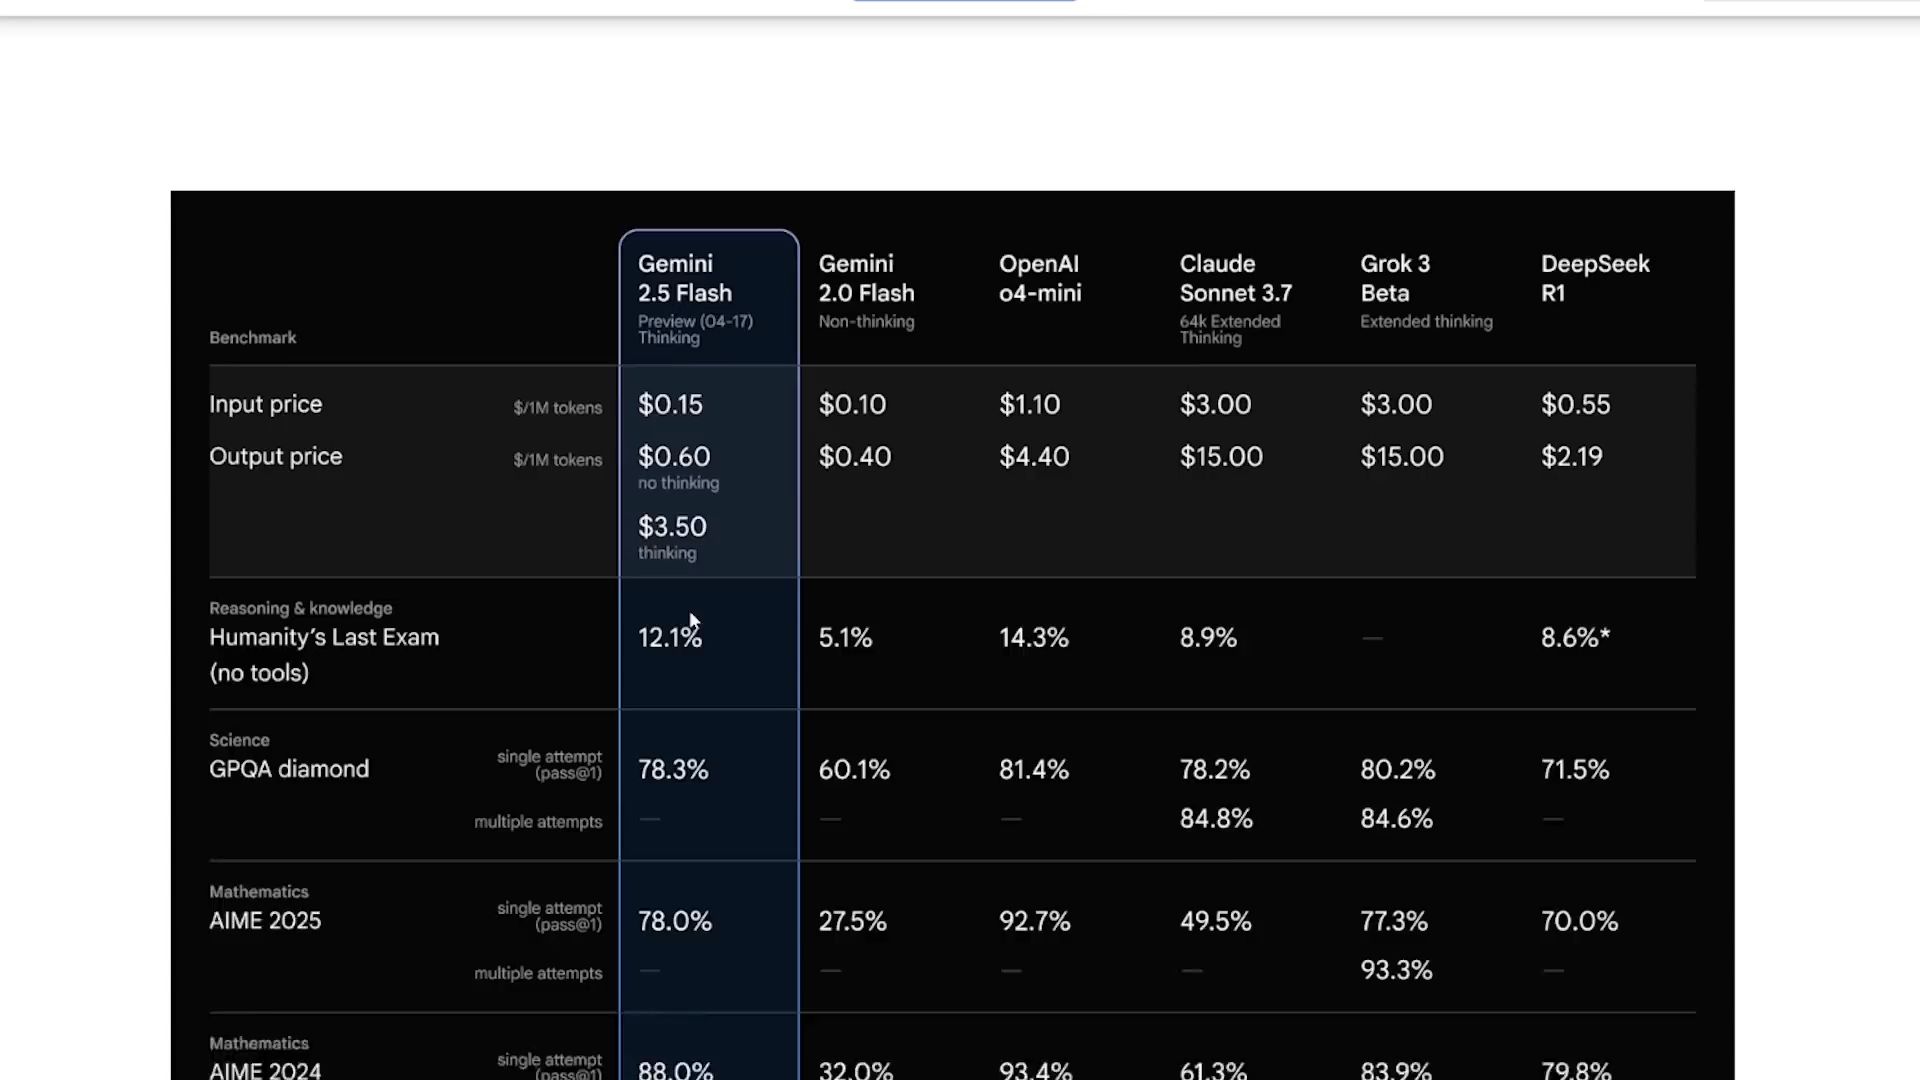 Benchmark
Gemini 2.5 Flash Preview (04-17) Thinking
Gemini 2.0 Flash Non-thinking
OpenAI o4-mini
Claude Sonnet 3.7 64k Extended Thinking
Grok 3 Beta Extended thinking
DeepSeek R1
Input price $/1M tokens $0.15 $0.10 $1.10 $3.00 $3.00 $0.55
Output price $/1M tokens $0.60 $0.40 $4.40 $15.00 $15.00 $2.19
no thinking
$3.50
thinking
Reasoning & knowledge
Humanity's Last Exam 12.1% 5.1% 14.3% 8.9% — 8.6%*
(no tools)
Science
GPQA diamond single attempt (pass@1) 78.3% 60.1% 81.4% 78.2% 80.2% 71.5%
multiple attempts — — — 84.8% 84.6% —
Mathematics
AIME 2025 single attempt (pass@1) 78.0% 27.5% 92.7% 49.5% 77.3% 70.0%
multiple attempts — — — — 93.3% —
Mathematics
AIME 2024 single attempt (pass@1) 88.0% 32.0% 93.4% 61.3% 83.9% 79.8%